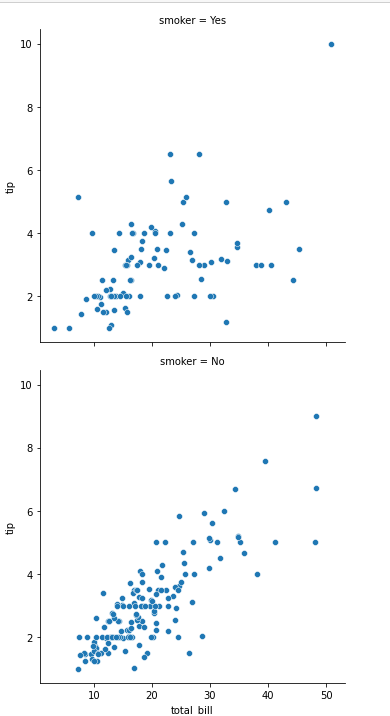 smoker = Yes
10
8
6
tip
4
2
smoker = No
10
8
6
tip
4
2
10 20 30 40 50
total_bill